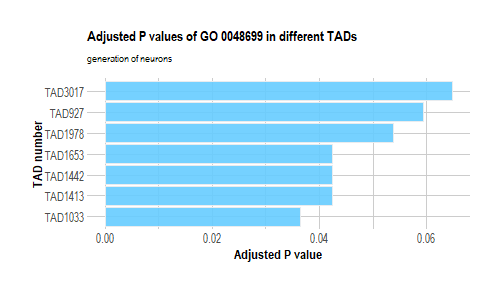 Adjusted P values of GO 0048699 in different TADs
generation of neurons
TAD number
TAD3017
TAD927
TAD1978
TAD1653
TAD1442
TAD1413
TAD1033
0.00 0.02 0.04 0.06
Adjusted P value